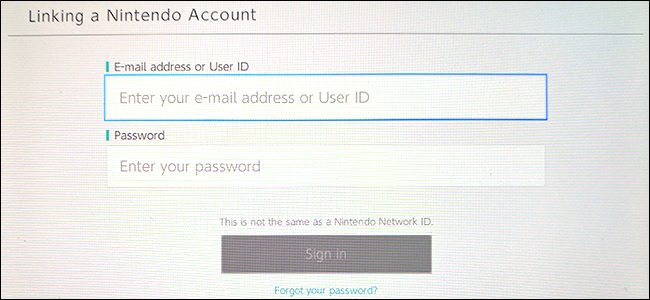 Linking a Nintendo Account
E-mail address or User ID
Enter your e-mail address or User ID
Password
Enter your password
This is not the same as a Nintendo Network ID.
Sign In
Forgot your password?